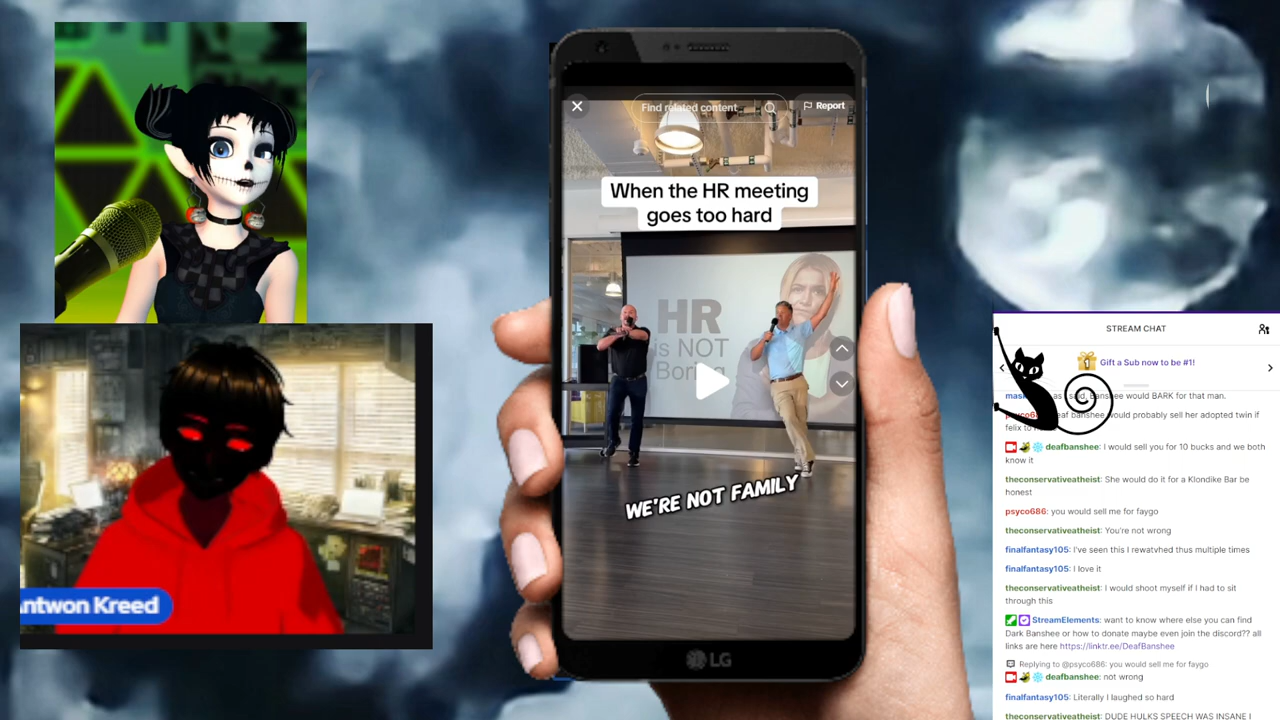 Find related content
Report
When the HR meeting
goes too hard
HR
is NOT
WE'RE NOT FAMILY
LG
ntwon Kreed
STREAM CHAT
Gift a Sub now to be #1!
as said, Banshee would BARK for that man.
would probably sell her adopted twin if
felix to
deafbanshee: I would sell you for 10 bucks and we both
know it
theconservativeatheist: She would do it for a Klondike Bar be
honest
psyco686: you would sell me for faygo
theconservativeatheist: You're not wrong
finalfantasy105: I've seen this I rewatvhed thus multiple times
finalfantasy105: I love it
theconservativeatheist: I would shoot myself if I had to sit
through this
StreamElements: want to know where else you can find
Dark Banshee or how to donate maybe even join the discord?? all
links are here https://linktr.ee/DeafBanshee
Replying to @psyco686: you would sell me for faygo
deafbanshee: not wrong
finalfantasy105: Literally I laughed so hard
theconservativeatheist: DUDE HULKS SPEECH WAS INSANE I